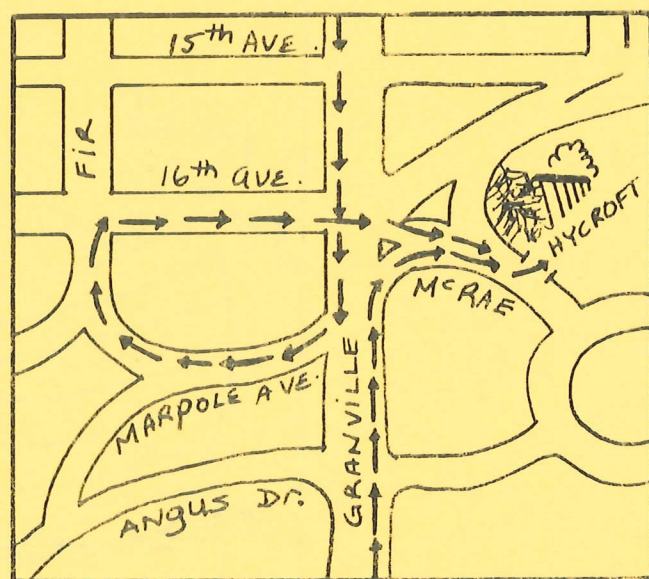 15th AVE.
FIR
16th AVE.
HYCROFT
McRAE
GRANVILLE
MARPOLE AVE.
ANGUS Dr.